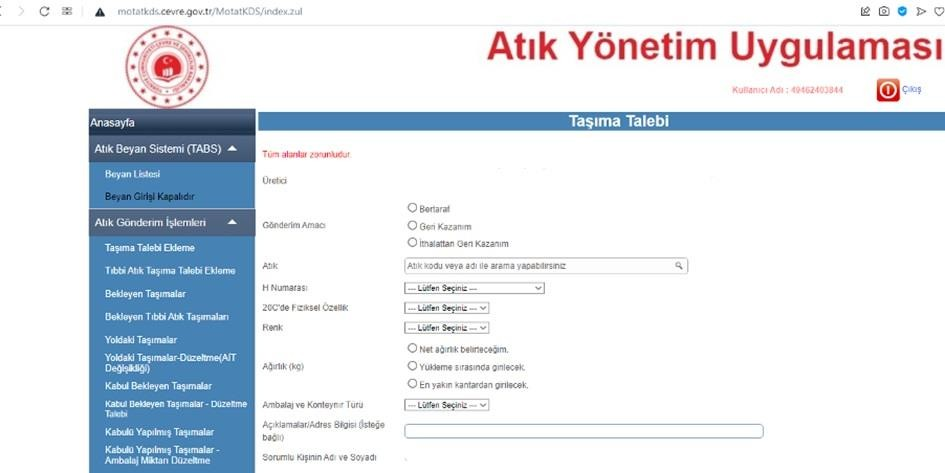 motatkds.cevre.gov.tr/MotatKDS/index.zul
Atık Yönetim Uygulaması
Kullanıcı Adı : 49462403844
Çıkış
Anasayfa
Taşıma Talebi
Atık Beyan Sistemi (TABS)
Beyan Listesi
Beyan Girişi Kapalıdır
Atık Gönderim İşlemleri
Taşıma Talebi Ekleme
Tıbbi Atık Taşıma Talebi Ekleme
Bekleyen Taşımalar
Bekleyen Tıbbi Atık Taşımaları
Yoldaki Taşımalar
Yoldaki Taşımalar-Düzeltme(AİT
Değişikliği)
Kabul Bekleyen Taşımalar
Kabul Bekleyen Taşımalar - Düzeltme
Talebi
Kabulü Yapılmış Taşımalar
Kabulü Yapılmış Taşımalar -
Ambalaj Miktarı Düzeltme
Tüm alanlar zorunludur.
Üretici
Gönderim Amacı
Bertaraf
Geri Kazanım
İthalattan Geri Kazanım
Atık
Atık kodu veya adı ile arama yapabilirsiniz
H Numarası
--- Lütfen Seçiniz ---
20C'de Fiziksel Özellik
--- Lütfen Seçiniz ---
Renk
--- Lütfen Seçiniz ---
Ağırlık (kg)
Net ağırlık belirteceğim.
Yükleme sırasında girilecek.
En yakın kantardan girilecek.
Ambalaj ve Konteynır Türü
--- Lütfen Seçiniz ---
Açıklamalar/Adres Bilgisi (İsteğe
bağlı)
Sorumlu Kişinin Adı ve Soyadı